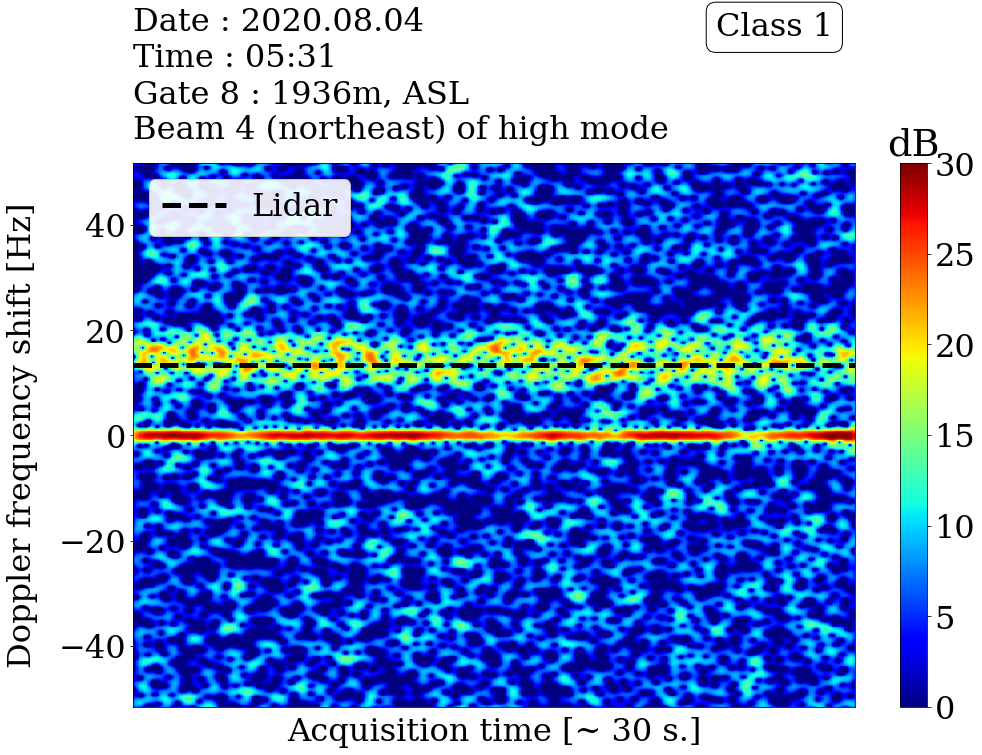 Date : 2020.08.04
Time : 05:31
Gate 8 : 1936m, ASL
Beam 4 (northeast) of high mode
Class 1
dB
Lidar
Doppler frequency shift [Hz]
40
20
0
−20
−40
30
25
20
15
10
5
0
Acquisition time [~ 30 s.]